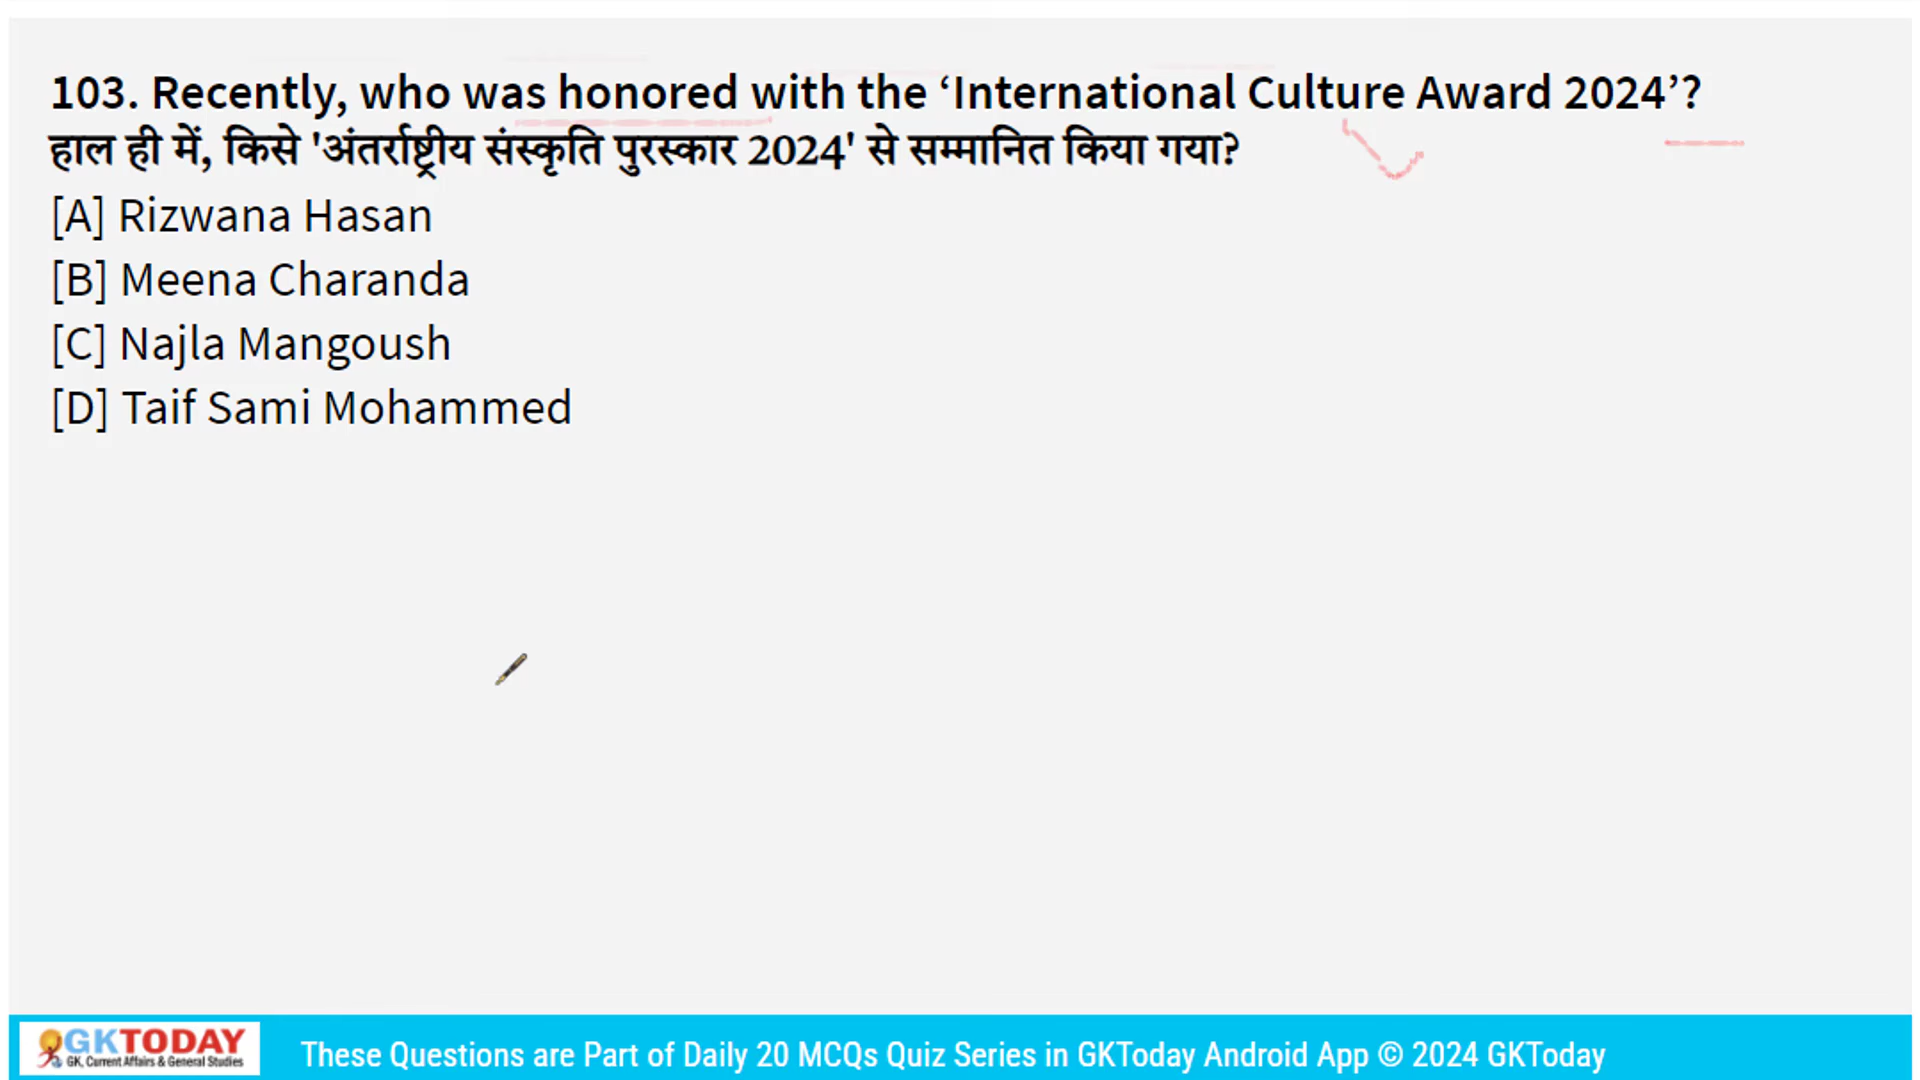 103. Recently, who was honored with the ‘International Culture Award 2024’?
हाल ही में, किसे 'अंतर्राष्ट्रीय संस्कृति पुरस्कार 2024' से सम्मानित किया गया?
[A] Rizwana Hasan
[B] Meena Charanda
[C] Najla Mangoush
[D] Taif Sami Mohammed
GKTODAY
GK, Current Affairs & General Studies
These Questions are Part of Daily 20 MCQs Quiz Series in GKToday Android App © 2024 GKToday